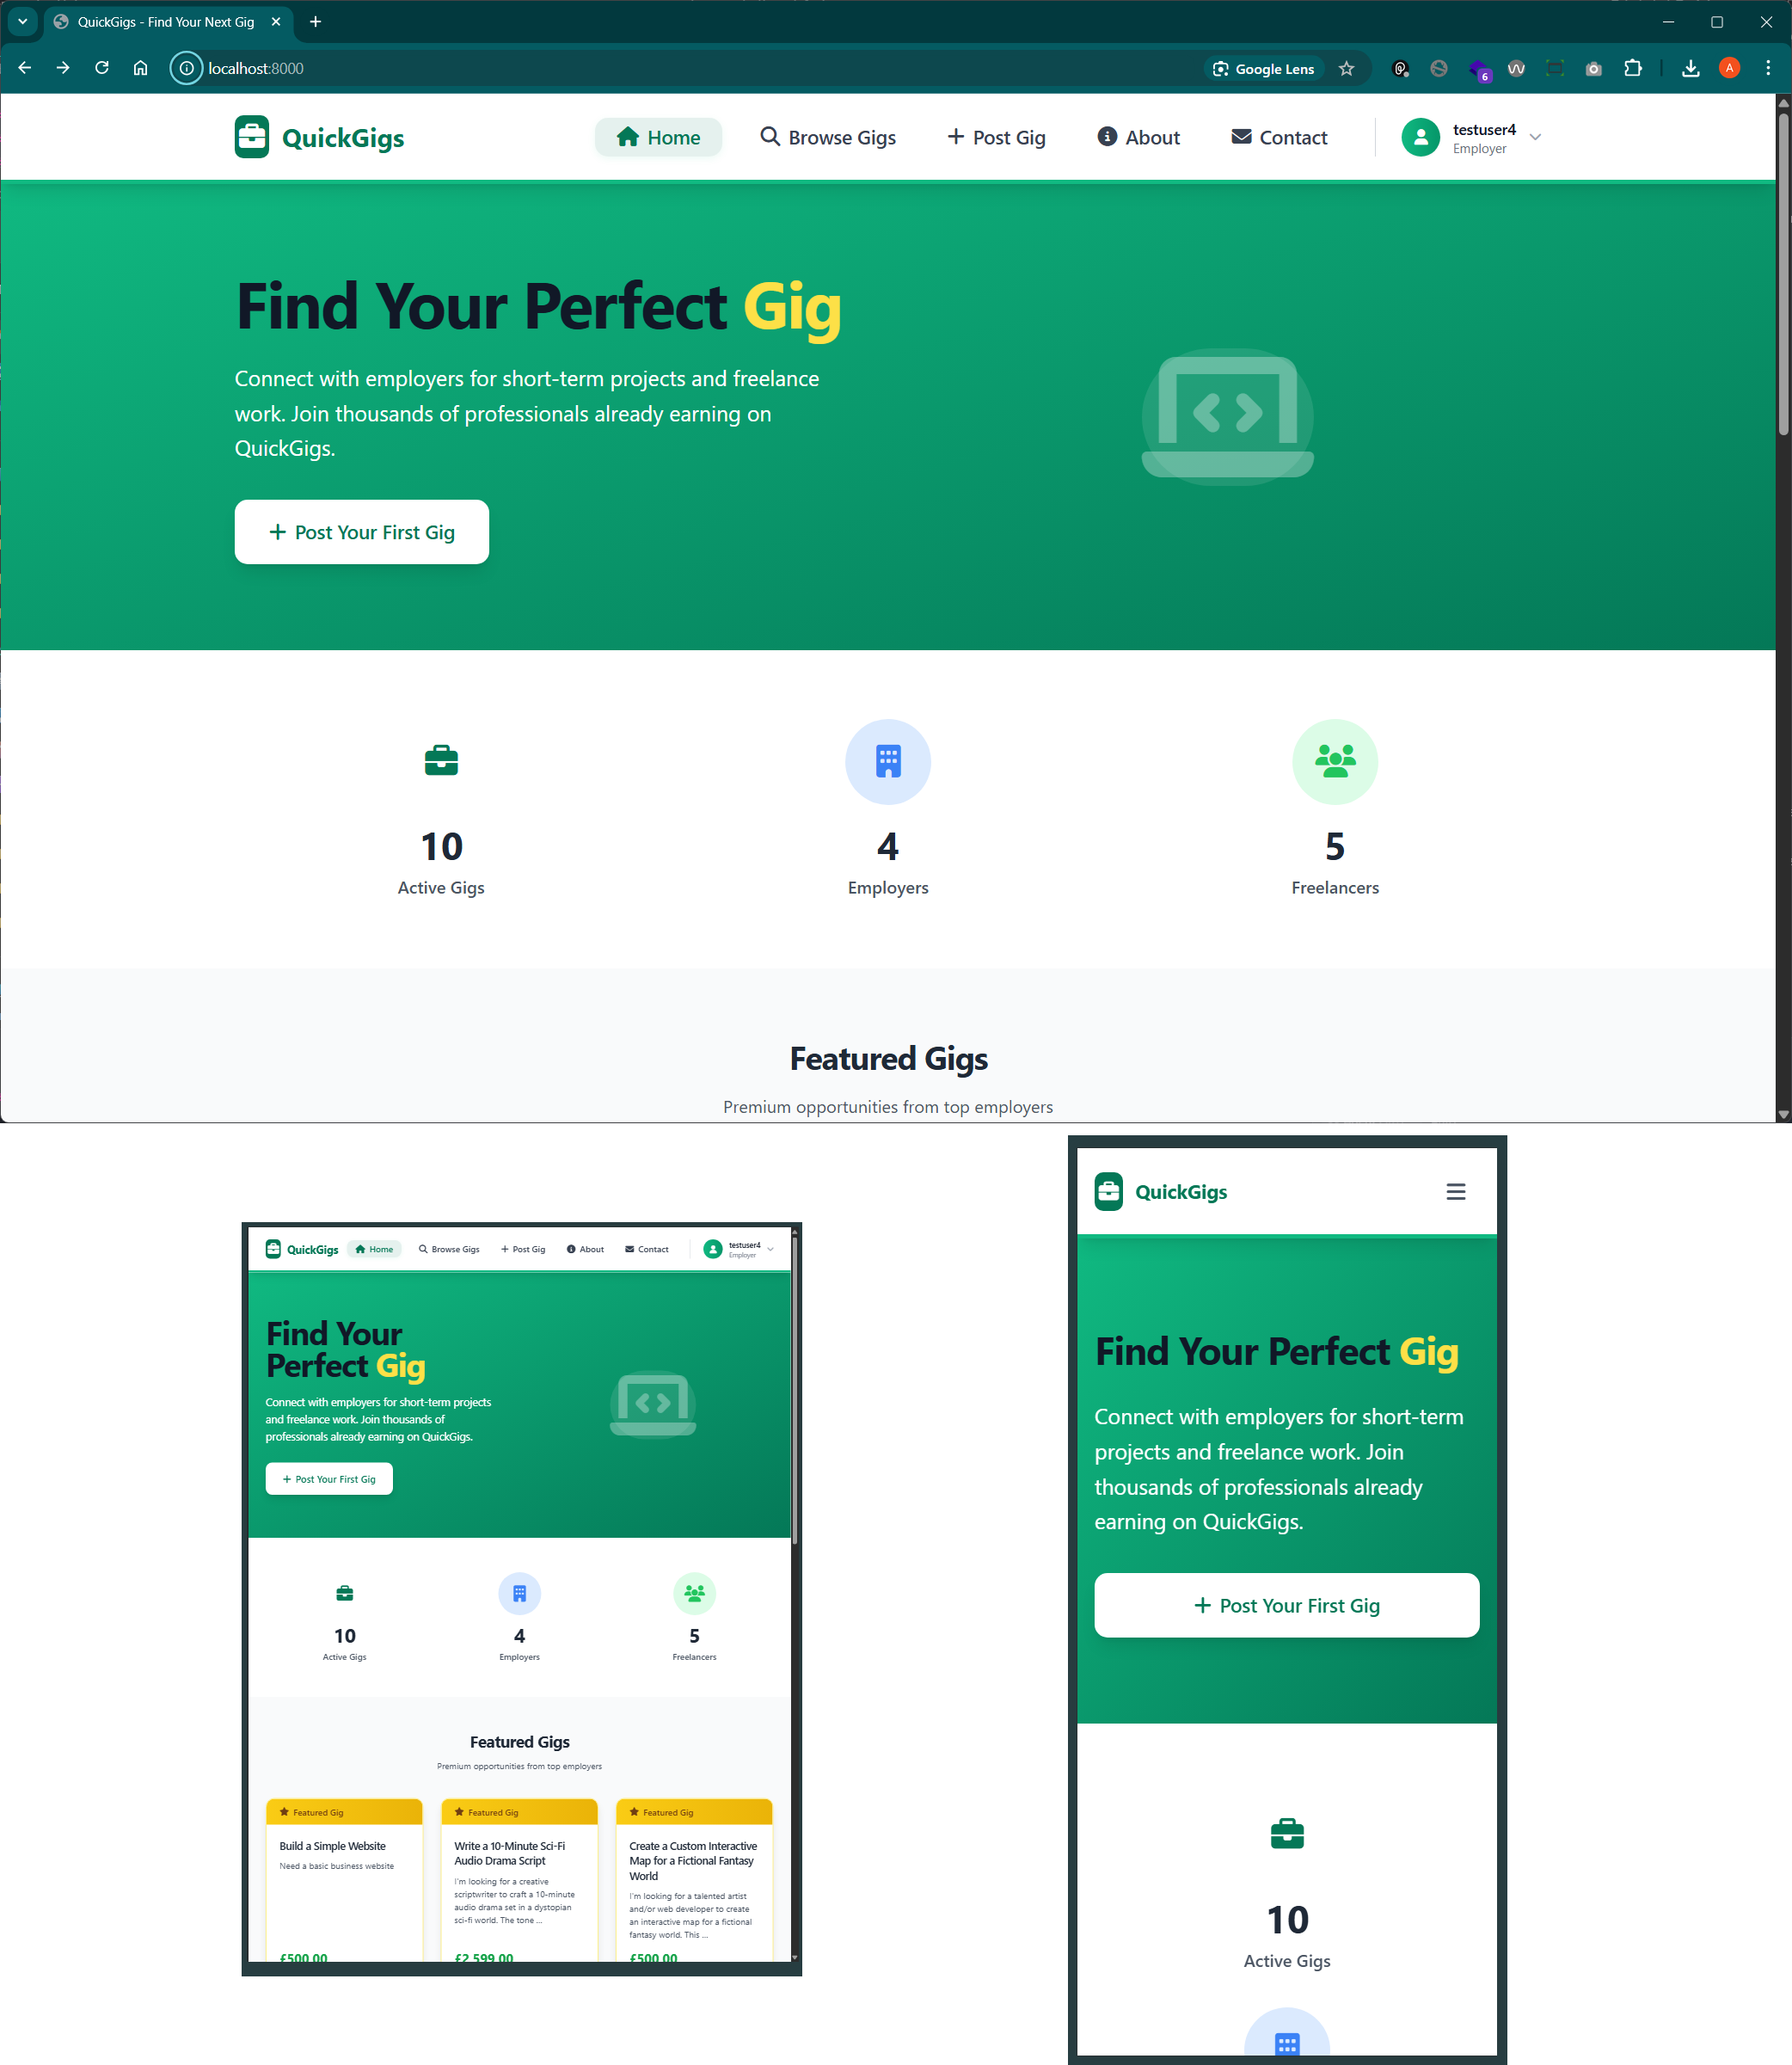 QuickGigs - Find Your Next Gig
localhost:8000
Google Lens
6
A
QuickGigs
Home
Browse Gigs
Post Gig
About
Contact
testuser4
Employer
Find Your Perfect Gig
Connect with employers for short-term projects and freelance
work. Join thousands of professionals already earning on
QuickGigs.
Post Your First Gig
10
Active Gigs
4
Employers
5
Freelancers
Featured Gigs
Premium opportunities from top employers
QuickGigs
Home
Browse Gigs
Post Gig
About
Contact
testuser4
Employer
Find Your
Perfect Gig
Connect with employers for short-term projects
and freelance work. Join thousands of
professionals already earning on QuickGigs.
Post Your First Gig
10
Active Gigs
4
Employers
5
Freelancers
Featured Gigs
Premium opportunities from top employers
Featured Gig
Build a Simple Website
Need a basic business website
£500.00
Featured Gig
Write a 10-Minute Sci-Fi
Audio Drama Script
I'm looking for a creative
scriptwriter to craft a 10-minute
audio drama set in a dystopian
sci-fi world. The tone ...
£2,599.00
Featured Gig
Create a Custom Interactive
Map for a Fictional Fantasy
World
I'm looking for a talented artist
and/or web developer to create
an interactive map for a fictional
fantasy world. This ...
£500.00
QuickGigs
Find Your Perfect Gig
Connect with employers for short-term
projects and freelance work. Join
thousands of professionals already
earning on QuickGigs.
Post Your First Gig
10
Active Gigs